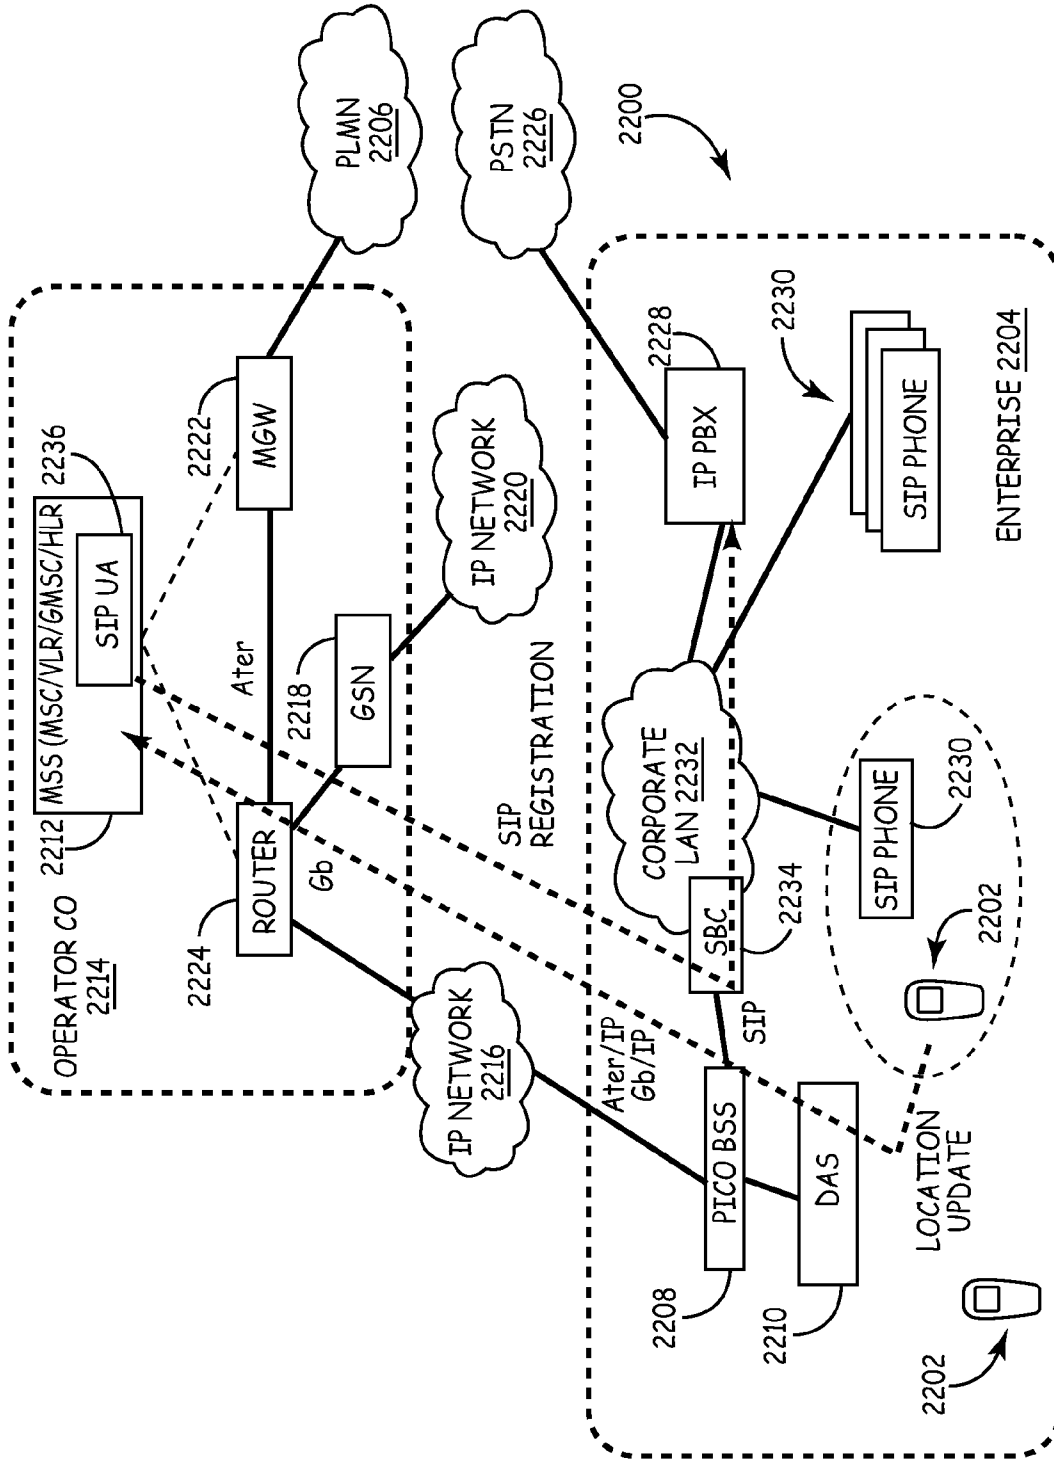 OPERATOR CO
2214
2212
MSS (MSC/VLR/GMSC/HLR
SIP UA
2236
2224
ROUTER
Ater
2222
MGW
PLMN
2206
Gb
2218
GSN
IP NETWORK
2216
IP NETWORK
2220
PSTN
2226
SIP
REGISTRATION
2200
Ater/IP
Gb/IP
2208
PICO BSS
SIP
SBC
2234
CORPORATE
LAN 2232
IP PBX
2228
2210
DAS
2230
SIP PHONE
2230
SIP PHONE
2202
2202
LOCATION
UPDATE
ENTERPRISE 2204